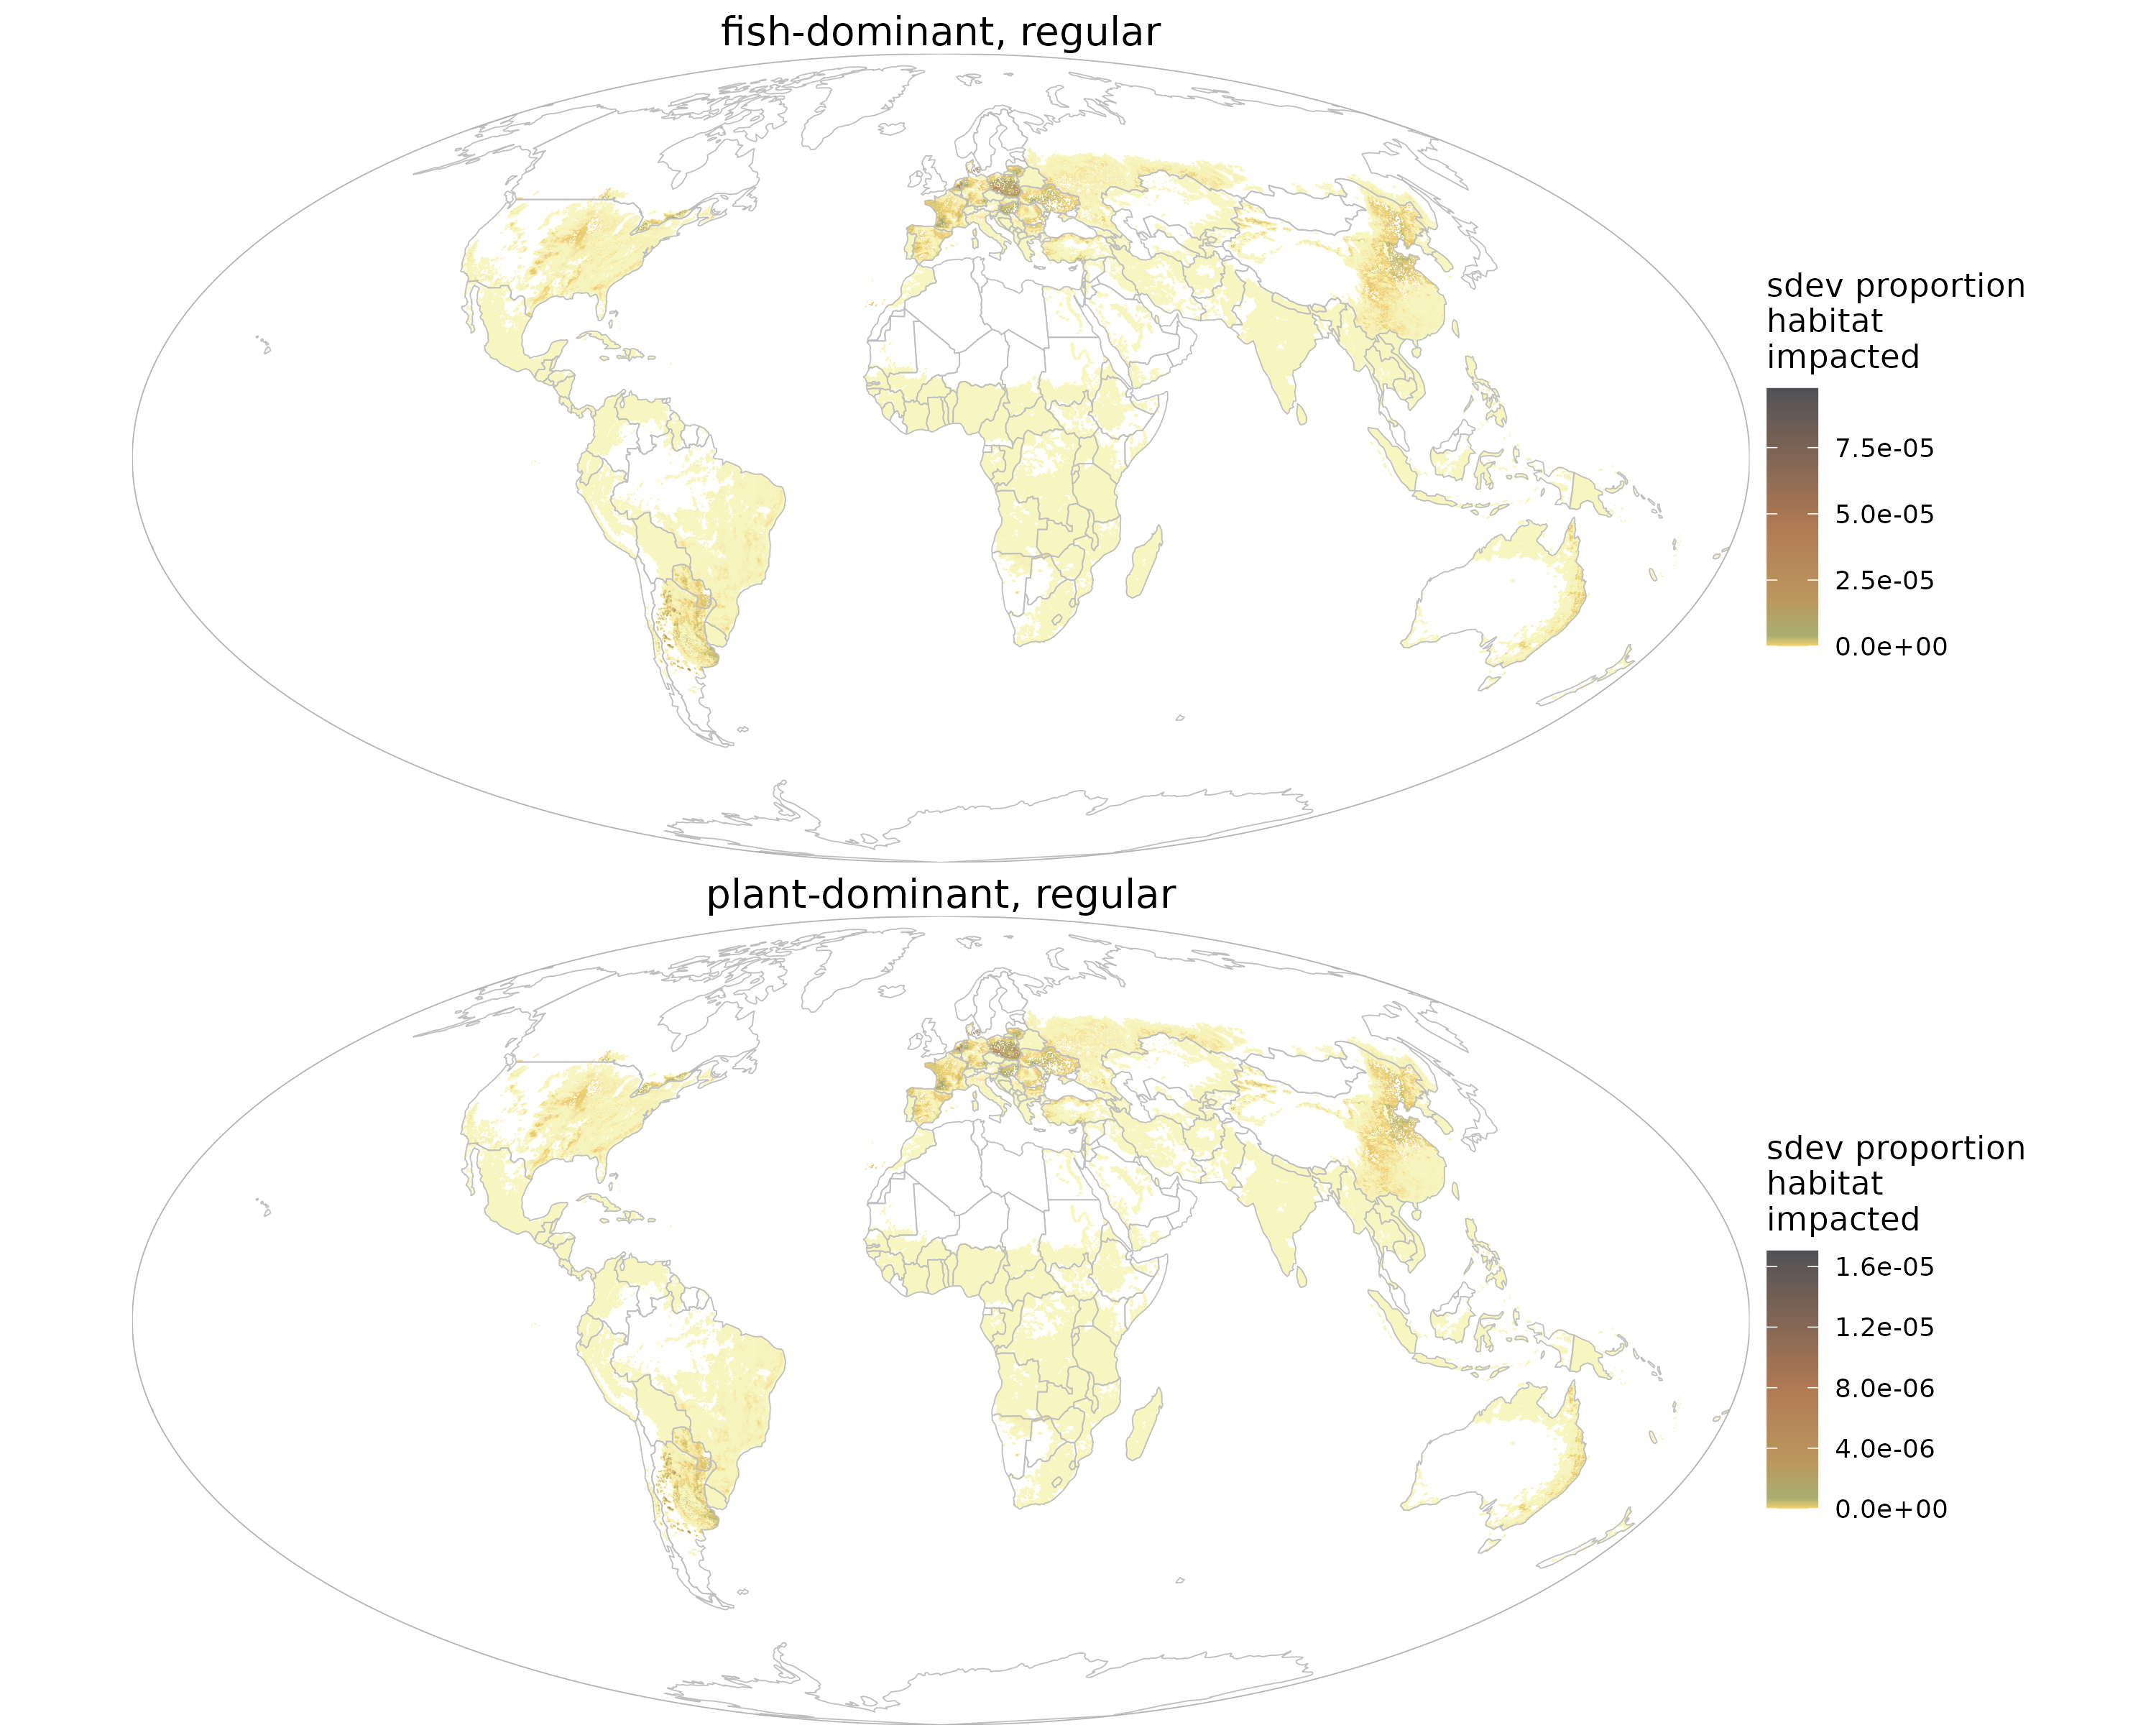 fish-dominant, regular
sdev proportion
habitat
impacted
7.5e-05
5.0e-05
2.5e-05
0.0e+00
plant-dominant, regular
sdev proportion
habitat
impacted
1.6e-05
1.2e-05
8.0e-06
4.0e-06
0.0e+00